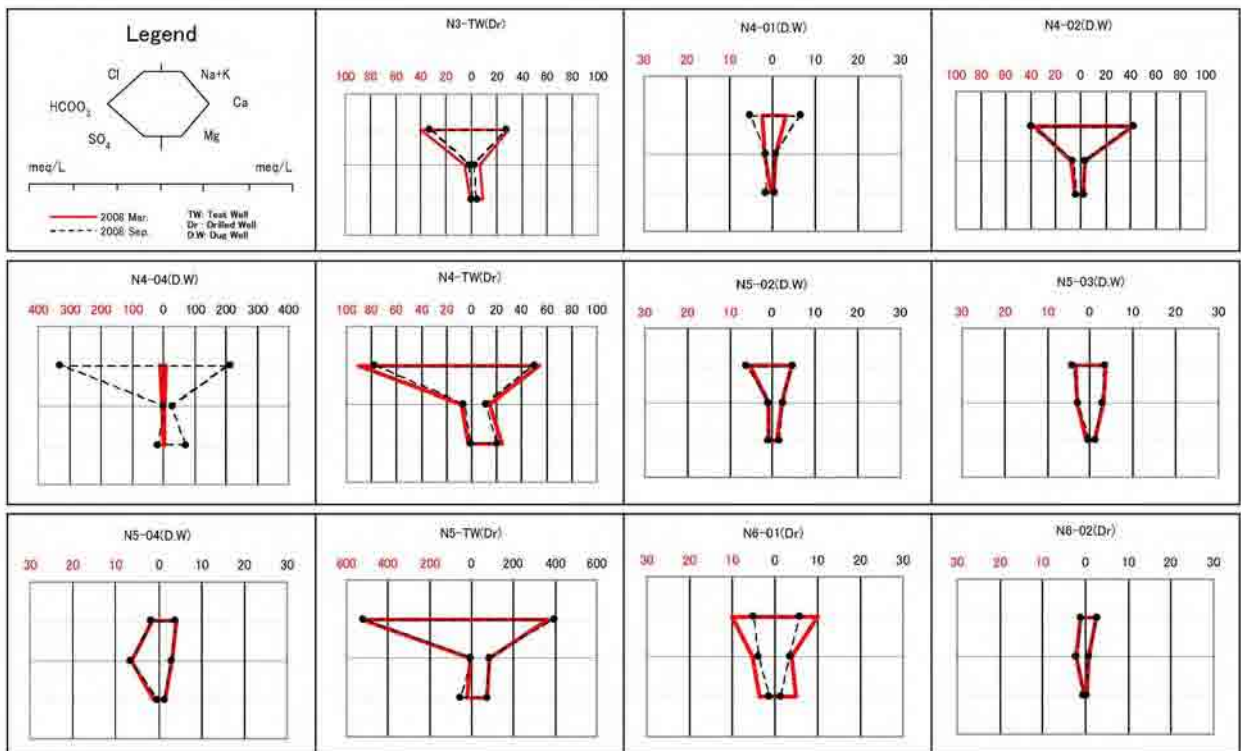 Legend
Cl
Na+K
HCOO3
Ca
SO4
Mg
meq/L
meq/L
2008 Mar.
2008 Sep.
TW: Test Well
Dr : Drilled Well
D.W: Dug Well
N3-TW(Dr)
100 80 60 40 20 0 20 40 60 80 100
N4-01(D.W)
30 20 10 0 10 20 30
N4-02(D.W)
100 80 60 40 20 0 20 40 60 80 100
N4-04(D.W)
400 300 200 100 0 100 200 300 400
N4-TW(Dr)
100 80 60 40 20 0 20 40 60 80 100
N5-02(D.W)
30 20 10 0 10 20 30
N5-03(D.W)
30 20 10 0 10 20 30
N5-04(D.W)
30 20 10 0 10 20 30
N5-TW(Dr)
600 400 200 0 200 400 600
N6-01(Dr)
30 20 10 0 10 20 30
N6-02(Dr)
30 20 10 0 10 20 30